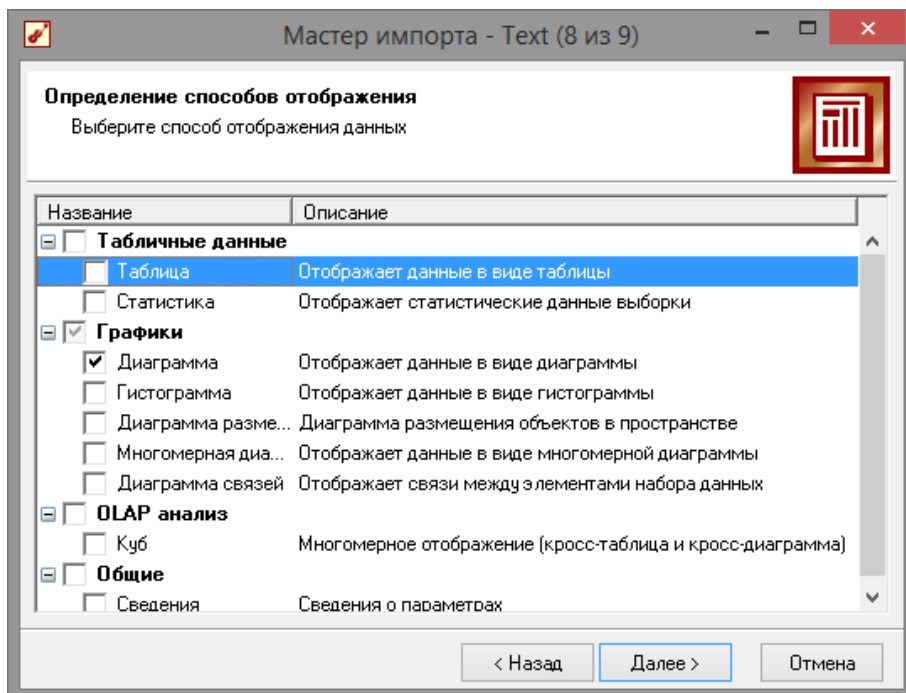 Мастер импорта - Text (8 из 9)
Определение способов отображения
Выберите способ отображения данных
Название Описание
Табличные данные
Таблица Отображает данные в виде таблицы
Статистика Отображает статистические данные выборки
Графики
Диаграмма Отображает данные в виде диаграммы
Гистограмма Отображает данные в виде гистограммы
Диаграмма разме... Диаграмма размещения объектов в пространстве
Многомерная диа... Отображает данные в виде многомерной диаграммы
Диаграмма связей Отображает связи между элементами набора данных
OLAP анализ
Куб Многомерное отображение (кросс-таблица и кросс-диаграмма)
Общие
Сведения Сведения о параметрах
< Назад Далее > Отмена